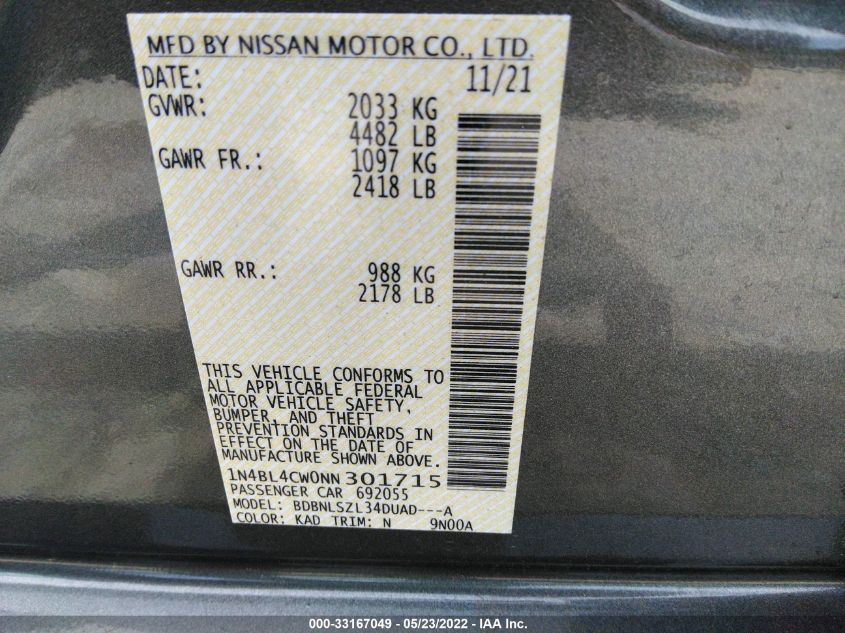 MFD BY NISSAN MOTOR CO., LTD.
DATE: 11/21
GVWR: 2033 KG
4482 LB
GAWR FR.: 1097 KG
2418 LB
GAWR RR.: 988 KG
2178 LB
THIS VEHICLE CONFORMS TO
ALL APPLICABLE FEDERAL
MOTOR VEHICLE SAFETY,
BUMPER, AND THEFT
PREVENTION STANDARDS IN
EFFECT ON THE DATE OF
MANUFACTURE SHOWN ABOVE.
1N4BL4CW0NN301715
PASSENGER CAR 692055
MODEL: BDBNLSZL34DUAD---A
COLOR: KAD TRIM: N 9N00A
000-33167049 - 05/23/2022 - IAA Inc.